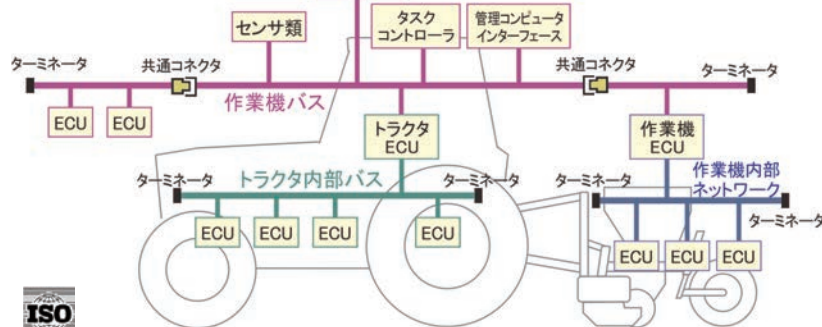 センサ類
タスク
コントローラ
管理コンピュータ
インターフェース
ターミネータ
共通コネクタ
共通コネクタ
ターミネータ
作業機バス
ECU
ECU
トラクタ
ECU
作業機
ECU
ターミネータ
トラクタ内部バス
ターミネータ
ターミネータ
作業機内部
ネットワーク
ターミネータ
ECU
ECU
ECU
ECU
ECU
ECU
ECU
ISO